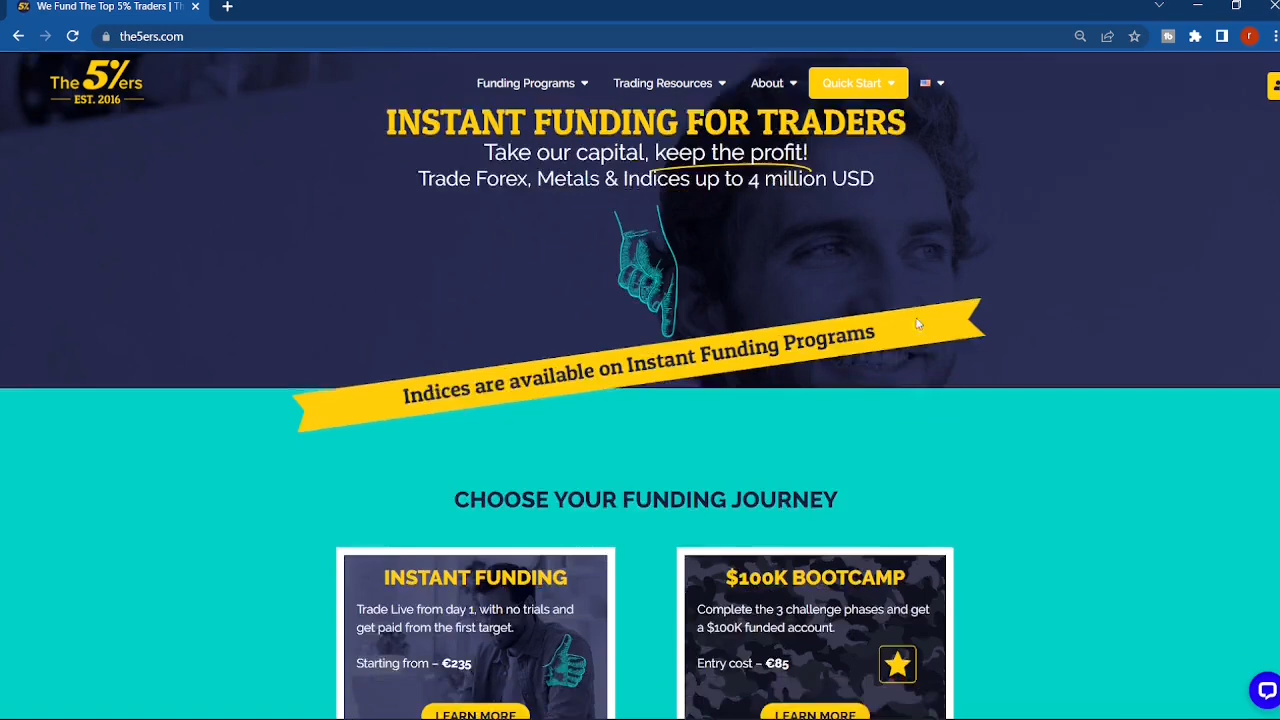 We Fund The Top 5% Traders | Th
the5ers.com
The 5%ers
EST. 2016
Funding Programs
Trading Resources
About
Quick Start
INSTANT FUNDING FOR TRADERS
Take our capital, keep the profit!
Trade Forex, Metals & Indices up to 4 million USD
Indices are available on Instant Funding Programs
CHOOSE YOUR FUNDING JOURNEY
INSTANT FUNDING
Trade Live from day 1, with no trials and
get paid from the first target.
Starting from – €235
LEARN MORE
$100K BOOTCAMP
Complete the 3 challenge phases and get
a $100K funded account.
Entry cost – €85
LEARN MORE